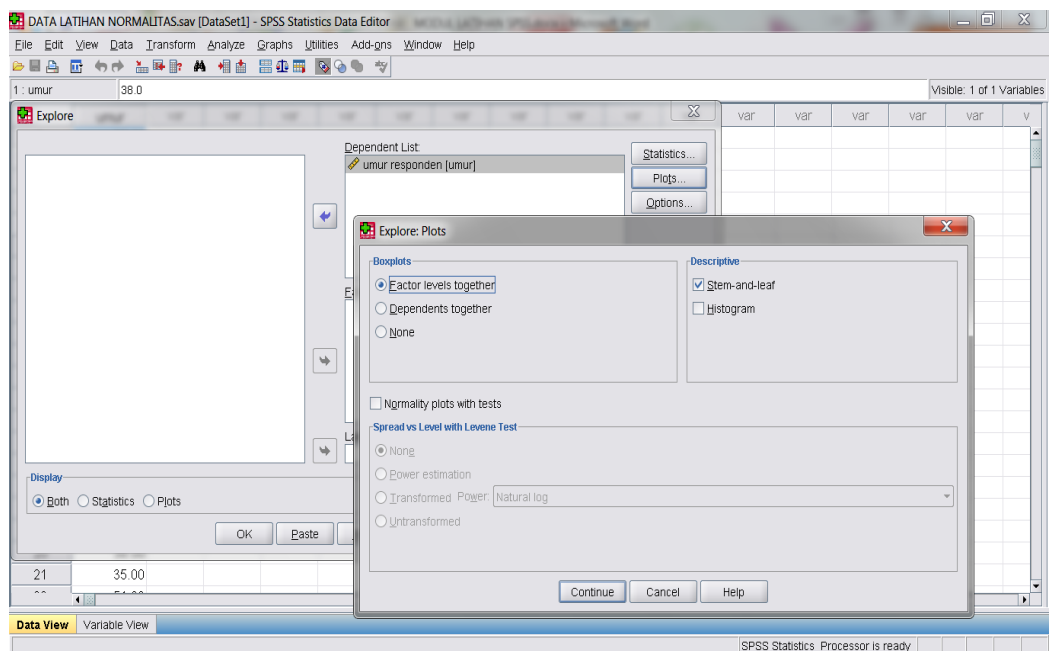 DATA LATIHAN NORMALITAS.sav [DataSet1] - SPSS Statistics Data Editor
File Edit View Data Transform Analyze Graphs Utilities Add-ons Window Help
1 : umur 38.0 Visible: 1 of 1 Variables
Explore
var var var var var v
Dependent List:
umur responden [umur]
Statistics...
Plots...
Options...
Explore: Plots
Boxplots
Factor levels together
Dependents together
None
Descriptive
Stem-and-leaf
Histogram
Normality plots with tests
Spread vs Level with Levene Test
None
Power estimation
Transformed Power: Natural log
Untransformed
Continue Cancel Help
Display
Both Statistics Plots
OK Paste
21 35.00
Data View Variable View
SPSS Statistics Processor is ready